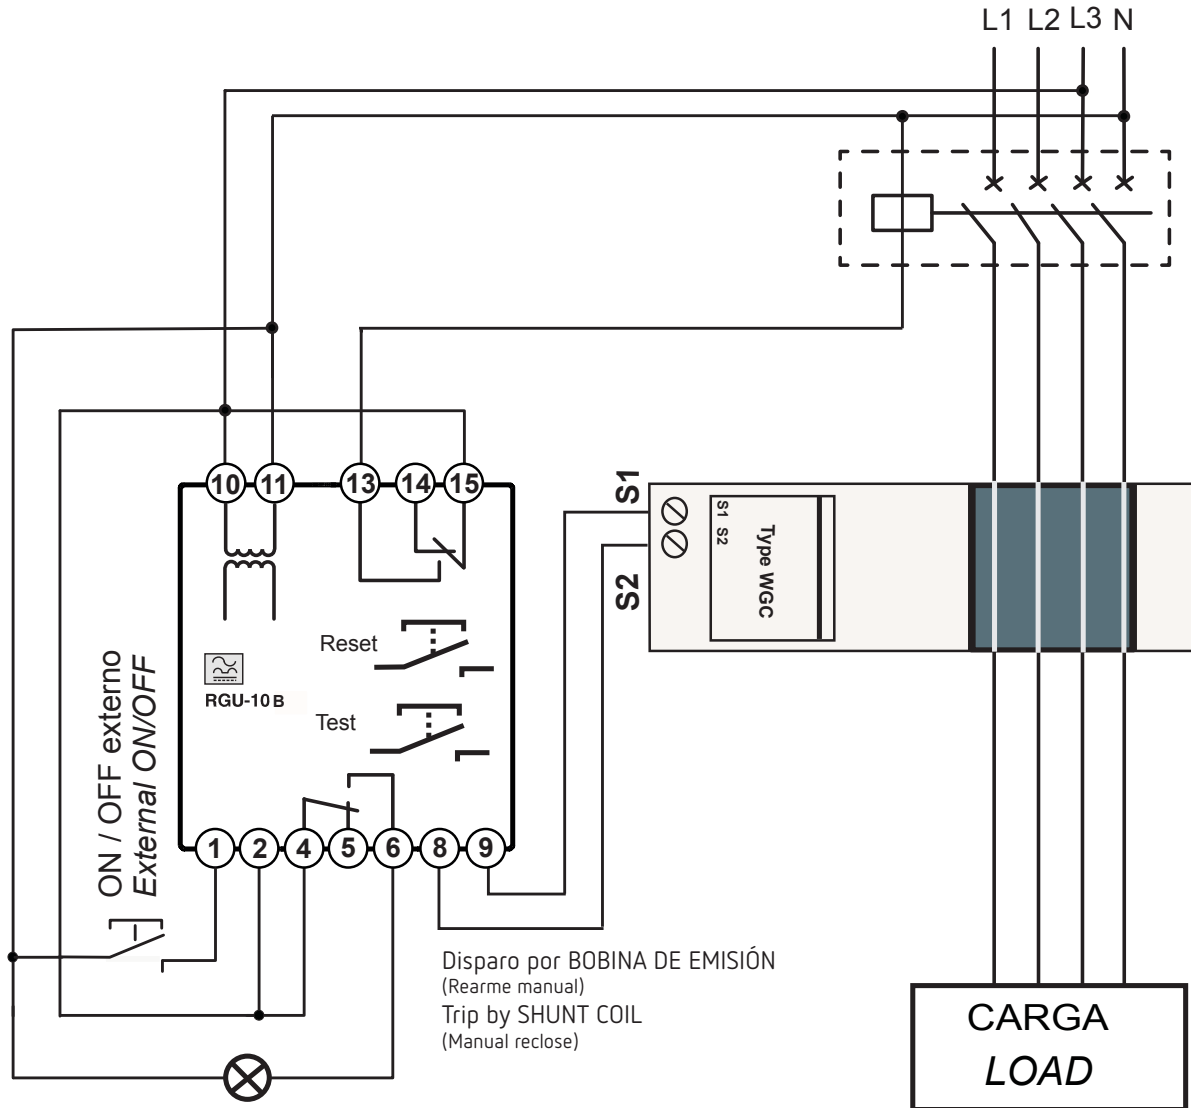 L1 L2 L3 N
10 11 13 14 15
S1
S2
S1 S2
Type WGC
Reset
RGU-10 B
Test
ON / OFF externo
External ON/OFF
1 2 4 5 6 8 9
Disparo por BOBINA DE EMISIÓN
(Rearme manual)
Trip by SHUNT COIL
(Manual reclose)
CARGA
LOAD